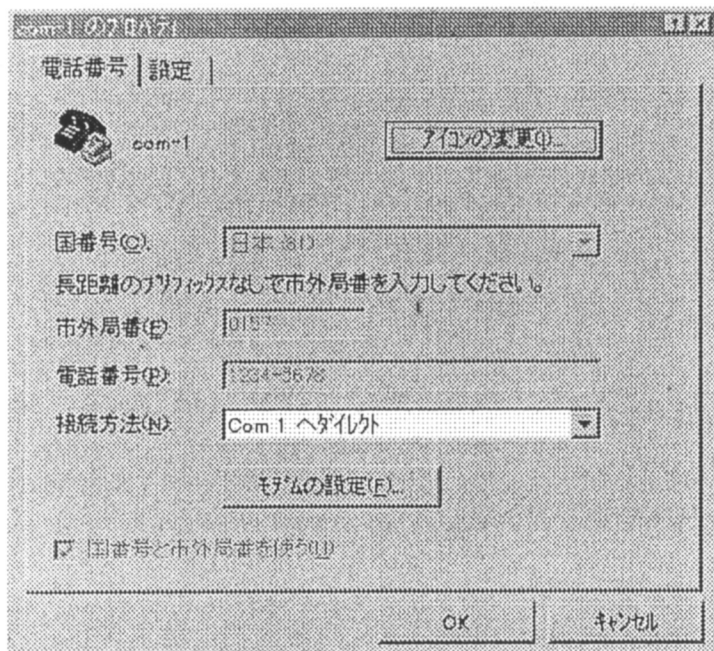 com-1 のプロパティ
電話番号 設定
com-1
アイコンの変更(I)...
国番号(C): 日本 (81)
長距離のプリフィックスなしで市外局番を入力してください。
市外局番(E): 0157
電話番号(P): 1234-5678
接続方法(N): Com 1 へダイレクト
モデムの設定(F)...
国番号と市外局番を使う(U)
OK キャンセル